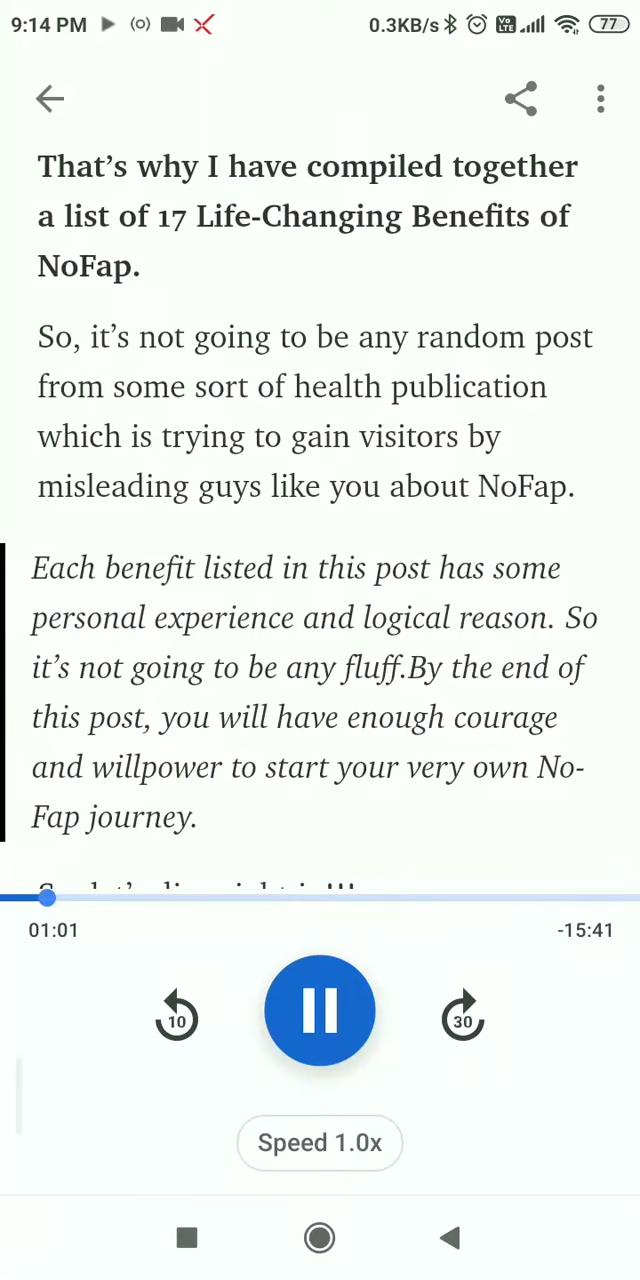 9:14 PM 0.3KB/s Vo LTE 77
That's why I have compiled together
a list of 17 Life-Changing Benefits of
NoFap.
So, it's not going to be any random post
from some sort of health publication
which is trying to gain visitors by
misleading guys like you about NoFap.
Each benefit listed in this post has some
personal experience and logical reason. So
it's not going to be any fluff.By the end of
this post, you will have enough courage
and willpower to start your very own No-
Fap journey.
01:01 -15:41
10 30
Speed 1.0x